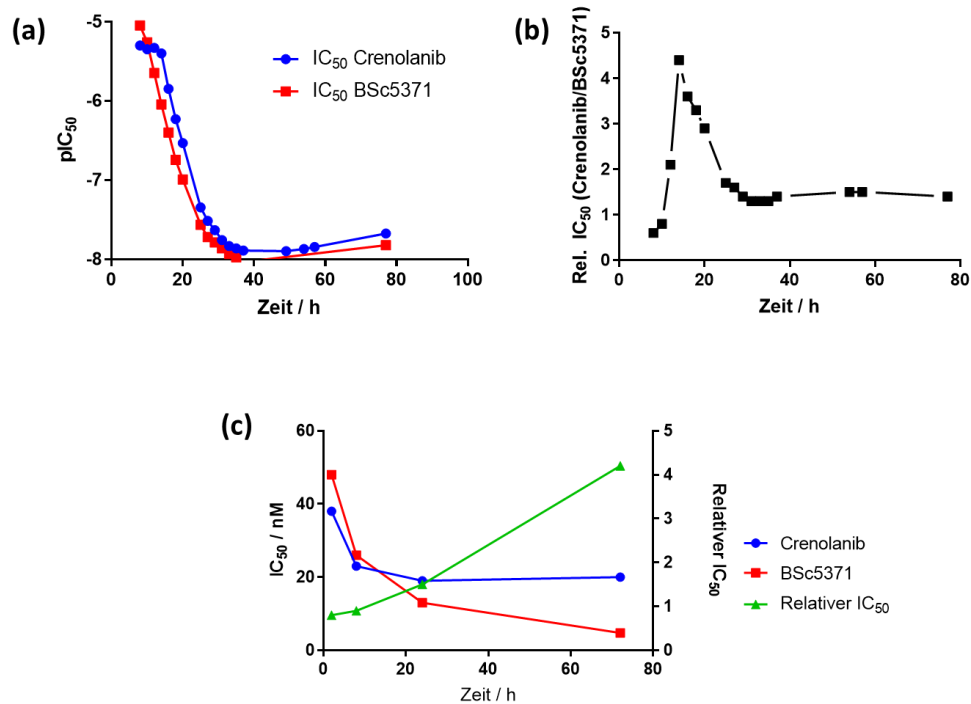 (a)
pIC50
-5
-6
-7
-8
0 20 40 60 80 100
Zeit / h
IC50 Crenolanib
IC50 BSc5371
(b)
Rel. IC50 (Crenolanib/BSc5371)
5
4
3
2
1
0
0 20 40 60 80
Zeit / h
(c)
IC50 / nM
60
40
20
0
0 20 40 60 80
Zeit / h
5
4
3
2
1
0
Relativer IC50
Crenolanib
BSc5371
Relativer IC50